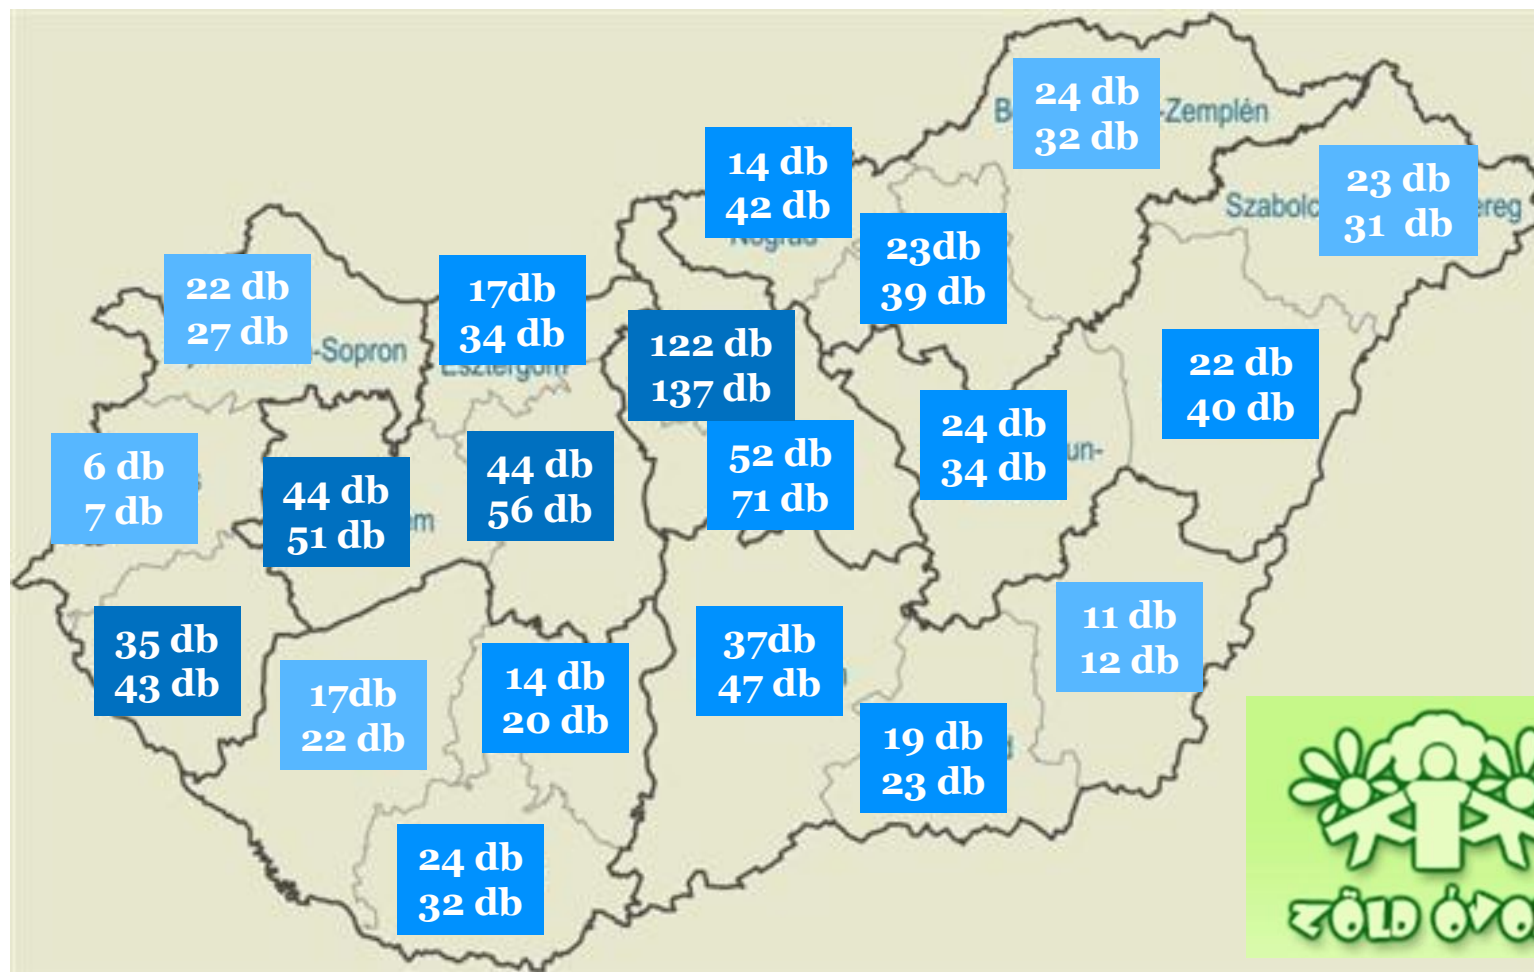 24 db
32 db
-Zemplén
14 db
42 db
23 db
31 db
Szabolc
ereg
23db
39 db
22 db
27 db
17db
34 db
-Sopron
122 db
137 db
22 db
40 db
24 db
34 db
un-
52 db
71 db
6 db
7 db
44 db
51 db
em
44 db
56 db
35 db
43 db
17db
22 db
14 db
20 db
37db
47 db
11 db
12 db
19 db
23 db
24 db
32 db
ZÖLD ÓVO